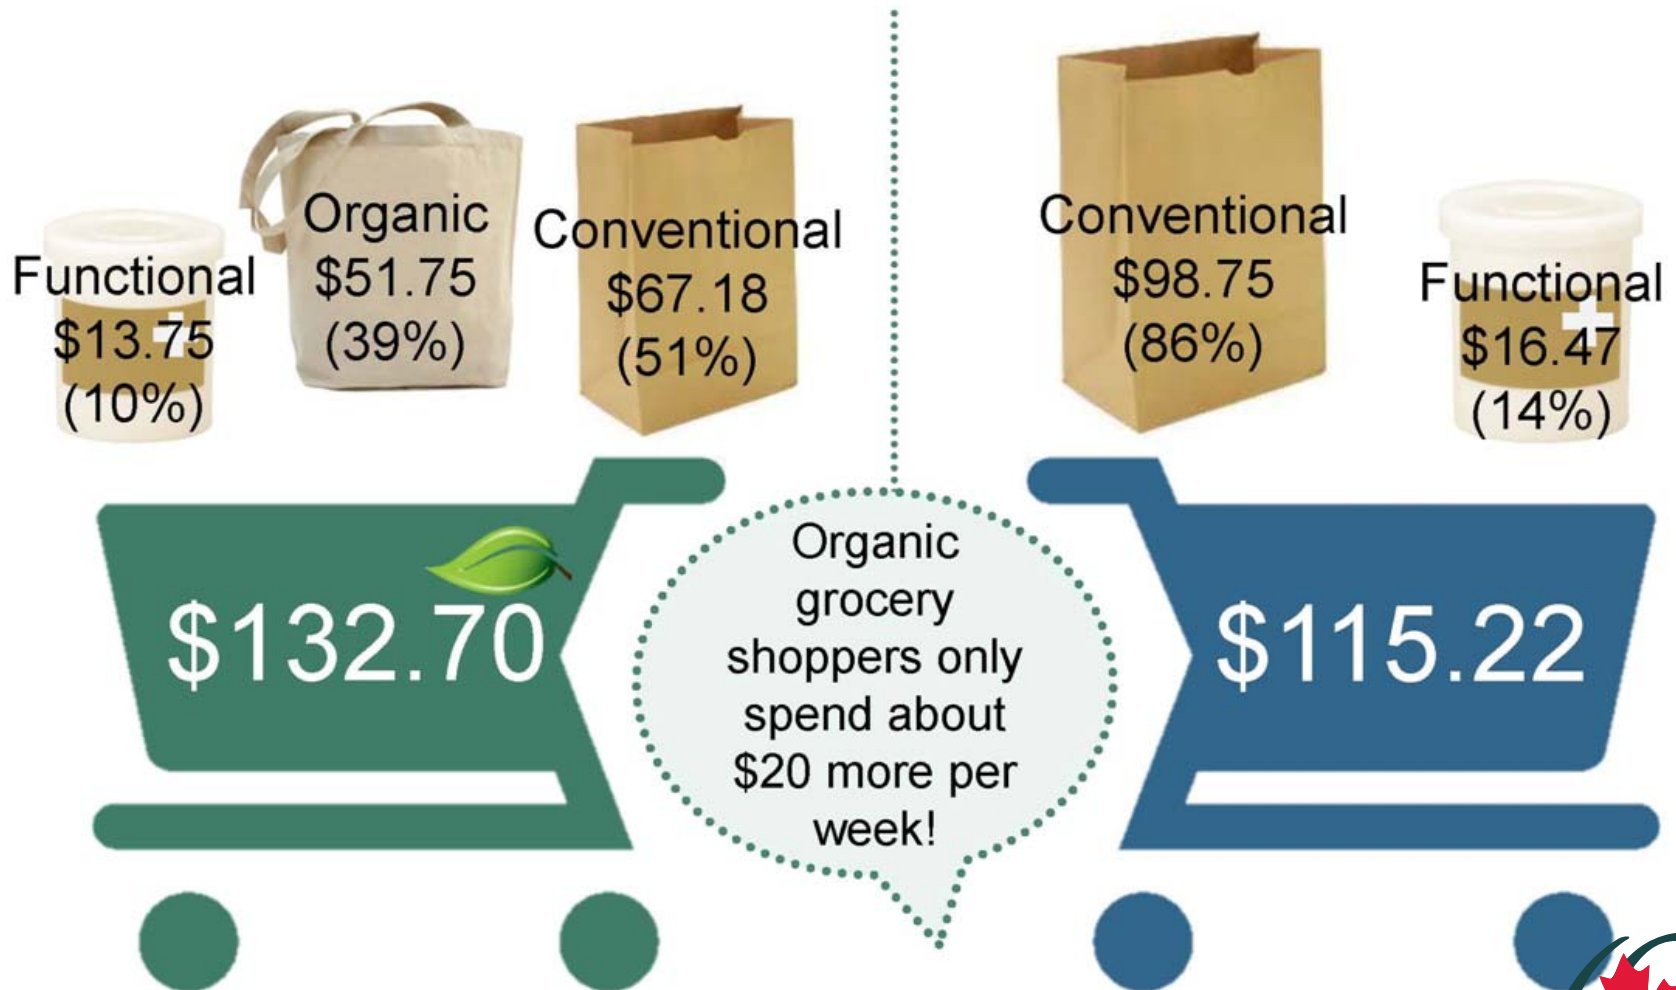 Functional
$13.75
(10%)
Organic
$51.75
(39%)
Conventional
$67.18
(51%)
Conventional
$98.75
(86%)
Functional
$16.47
(14%)
$132.70
Organic
grocery
shoppers only
spend about
$20 more per
week!
$115.22